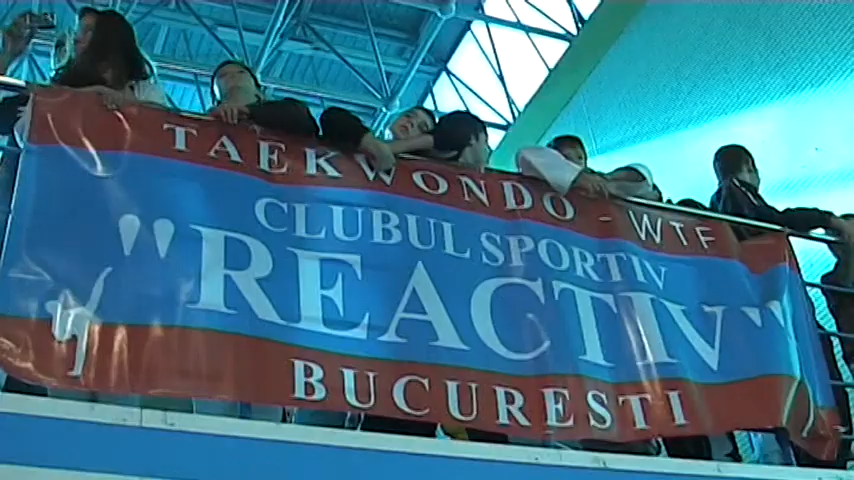 TAEKWONDO - WTF
CLUBUL SPORTIV
"REACTIV"
BUCURESTI